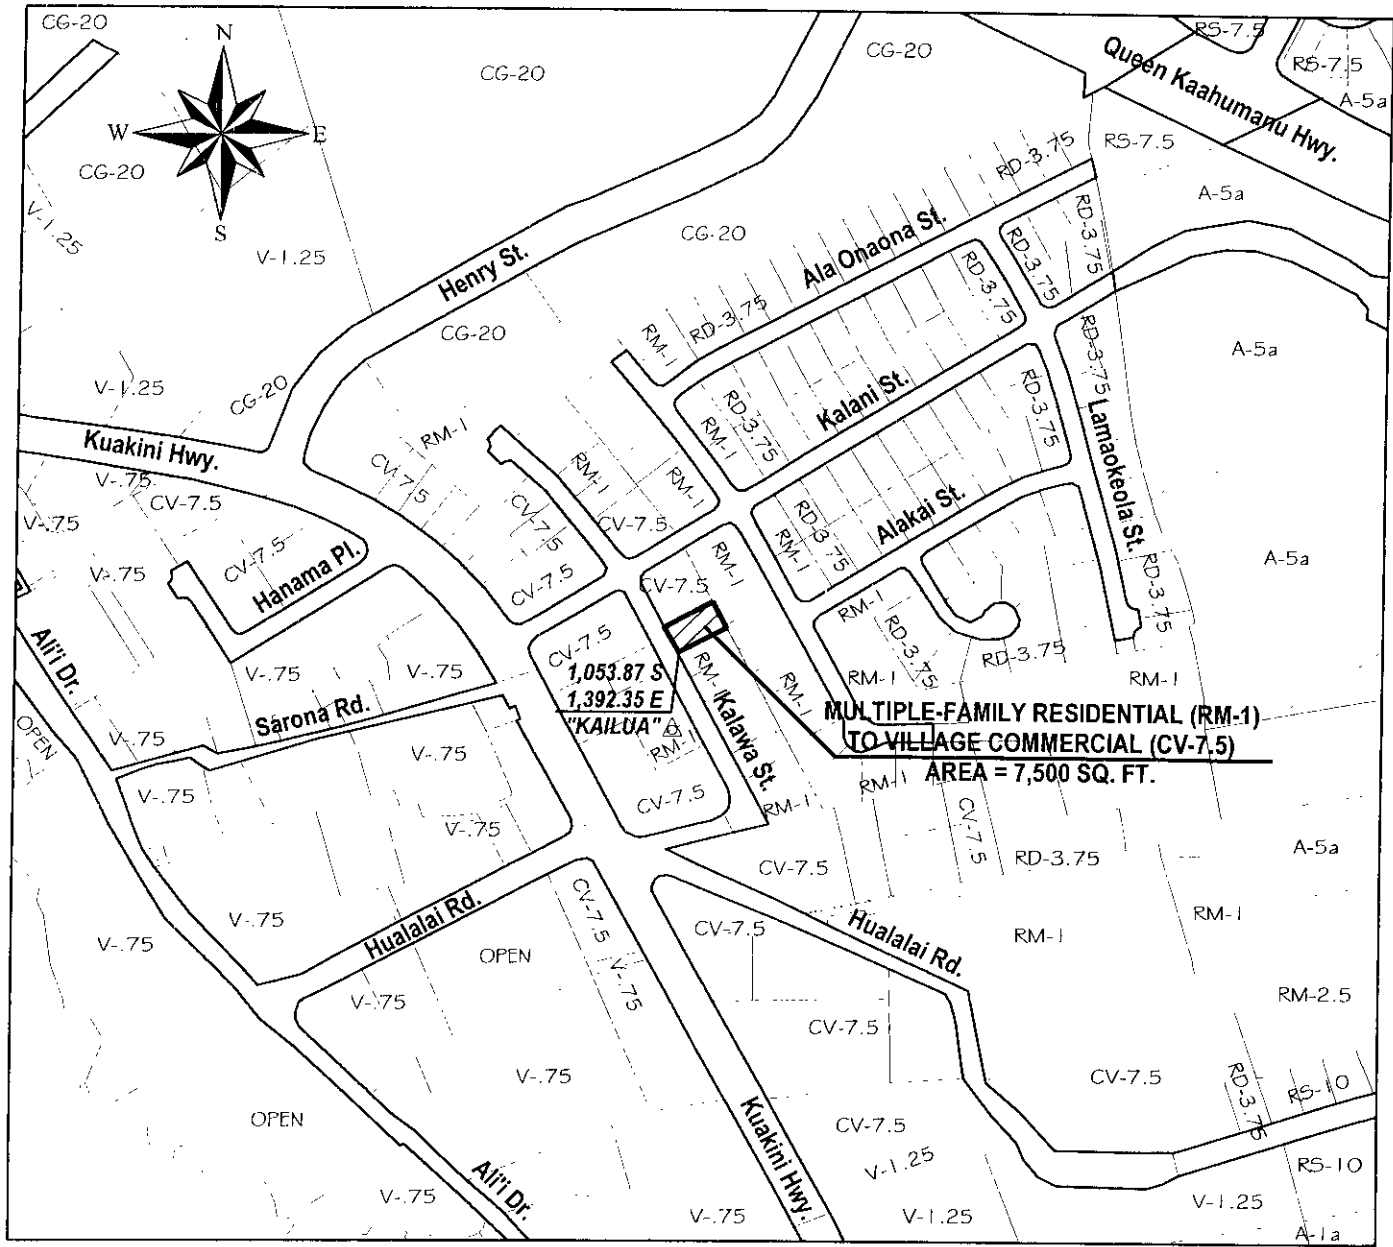 CG-20
N
W
E
S
CG-20
CG-20
RS-7.5
RS-7.5
A-5a
Queen Kaahumanu Hwy.
CG-20
V-1.25
V-1.25
RD-3.75
RS-7.5
A-5a
CG-20
Henry St.
Ala Onaona St.
RD-3.75
RD-3.75
RD-3.75
RD-3.75
CG-20
RM-1
RD-3.75
A-5a
V-1.25
CG-20
RD-3.75
Kuakini Hwy.
RM-1
RM-1
RD-3.75
Kalani St.
RD-3.75
Lamaokeola St.
V-.75
CV-7.5
CV-7.5
RM-1
RM-1
V-.75
CV-7.5
CV-7.5
RM-1
RD-3.75
Alakai St.
A-5a
V-.75
CV-7.5
Hanama Pl.
CV-7.5
CV-7.5
RM-1
RM-1
RD-3.75
RD-3.75
RD-3.75
Ali'i Dr.
V-.75
V-.75
CV-7.5
1,053.87 S
1,392.35 E
"KAILUA"
RM-1
RM-1
Kalawa St.
RM-1
RM-1
RM-1
MULTIPLE-FAMILY RESIDENTIAL (RM-1)
TO VILLAGE COMMERCIAL (CV-7.5)
AREA = 7,500 SQ. FT.
OPEN
Sarona Rd.
V-.75
V-.75
V-.75
CV-7.5
RM-1
RM-1
V-.75
CV-7.5
CV-7.5
RD-3.75
A-5a
V-.75
V-.75
Hualalai Rd.
OPEN
CV-7.5
V-.75
CV-7.5
Hualalai Rd.
RM-1
RM-1
V-.75
CV-7.5
RM-2.5
V-.75
CV-7.5
RD-3.75
RS-10
OPEN
Kuakini Hwy.
CV-7.5
V-1.25
RS-10
Ali'i Dr.
V-.75
V-.75
V-1.25
V-1.25
A-1a